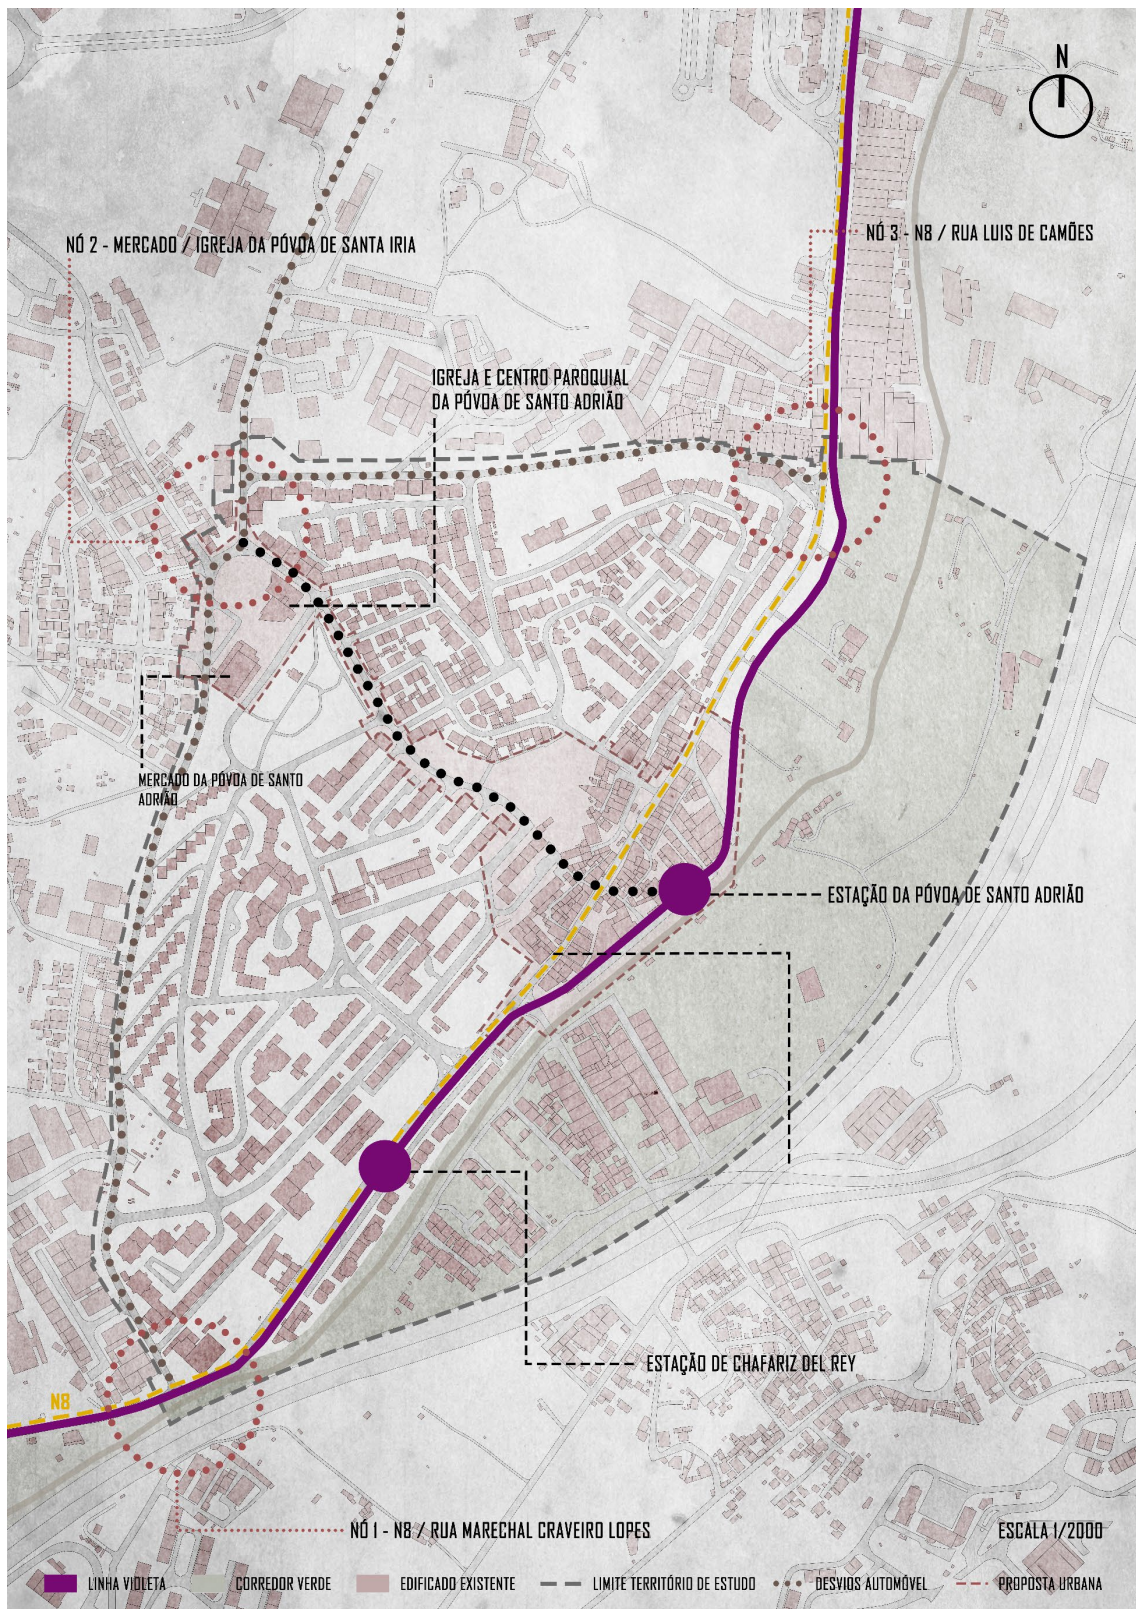 N
NÓ 2 - MERCADO / IGREJA DA PÓVOA DE SANTA IRIA
NÓ 3 - N8 / RUA LUIS DE CAMÕES
IGREJA E CENTRO PAROQUIAL
DA PÓVOA DE SANTO ADRIÃO
MERCADO DA PÓVOA DE SANTO
ADRIÃO
ESTAÇÃO DA PÓVOA DE SANTO ADRIÃO
ESTAÇÃO DE CHAFARIZ DEL REY
N8
NÓ 1 - N8 / RUA MARECHAL CRAVEIRO LOPES
ESCALA 1/2000
LINHA VIOLETA
CORREDOR VERDE
EDIFICADO EXISTENTE
LIMITE TERRITÓRIO DE ESTUDO
DESVIOS AUTOMÓVEL
PROPOSTA URBANA